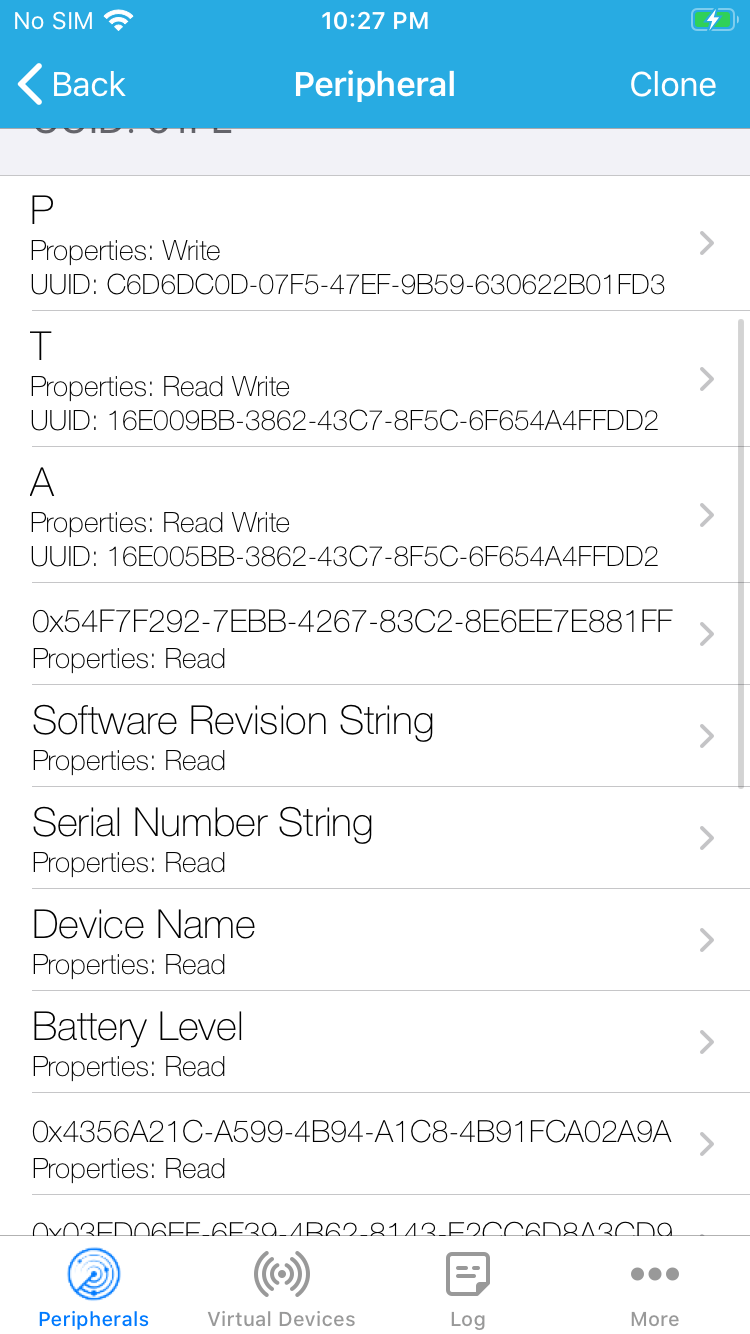 No SIM 10:27 PM
Back Peripheral Clone
P
Properties: Write
UUID: C6D6DC0D-07F5-47EF-9B59-630622B01FD3
T
Properties: Read Write
UUID: 16E009BB-3862-43C7-8F5C-6F654A4FFDD2
A
Properties: Read Write
UUID: 16E005BB-3862-43C7-8F5C-6F654A4FFDD2
0x54F7F292-7EBB-4267-83C2-8E6EE7E881FF
Properties: Read
Software Revision String
Properties: Read
Serial Number String
Properties: Read
Device Name
Properties: Read
Battery Level
Properties: Read
0x4356A21C-A599-4B94-A1C8-4B91FCA02A9A
Properties: Read
Peripherals Virtual Devices Log More